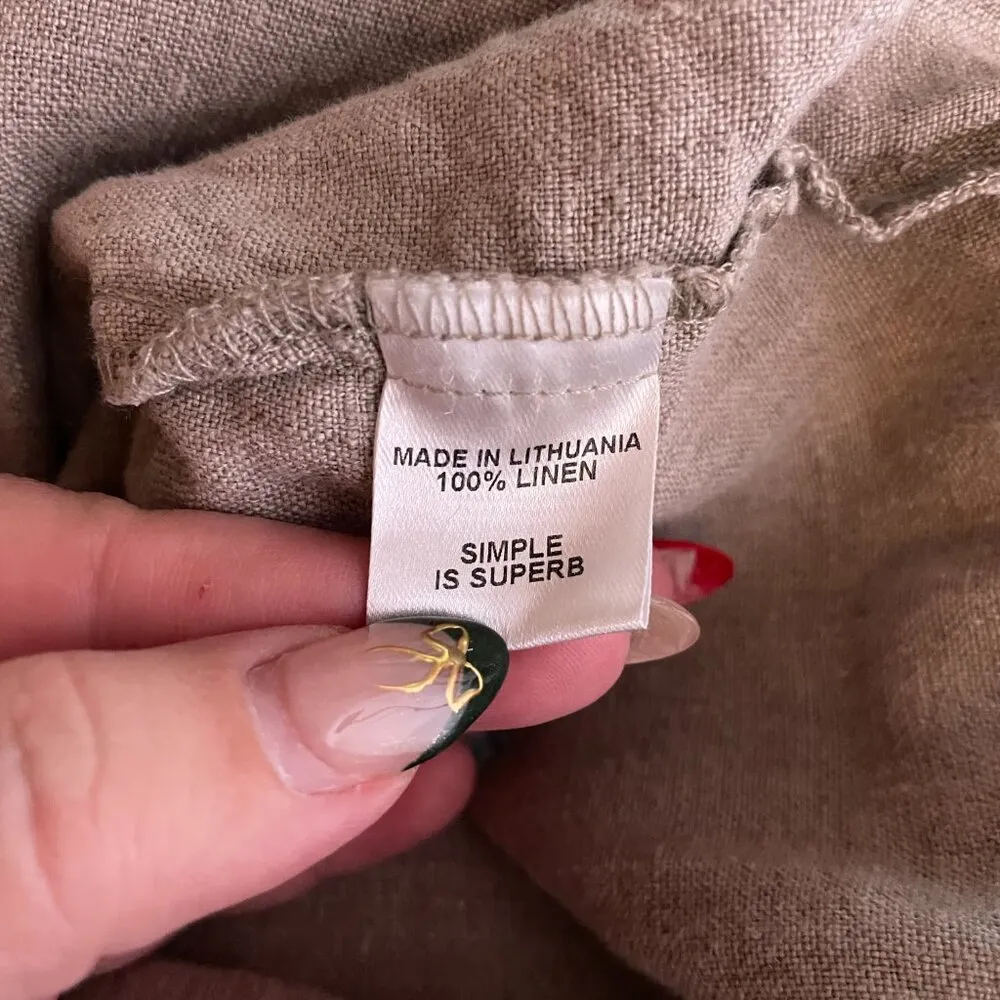 MADE IN LITHUANIA
100% LINEN
SIMPLE
IS SUPERB